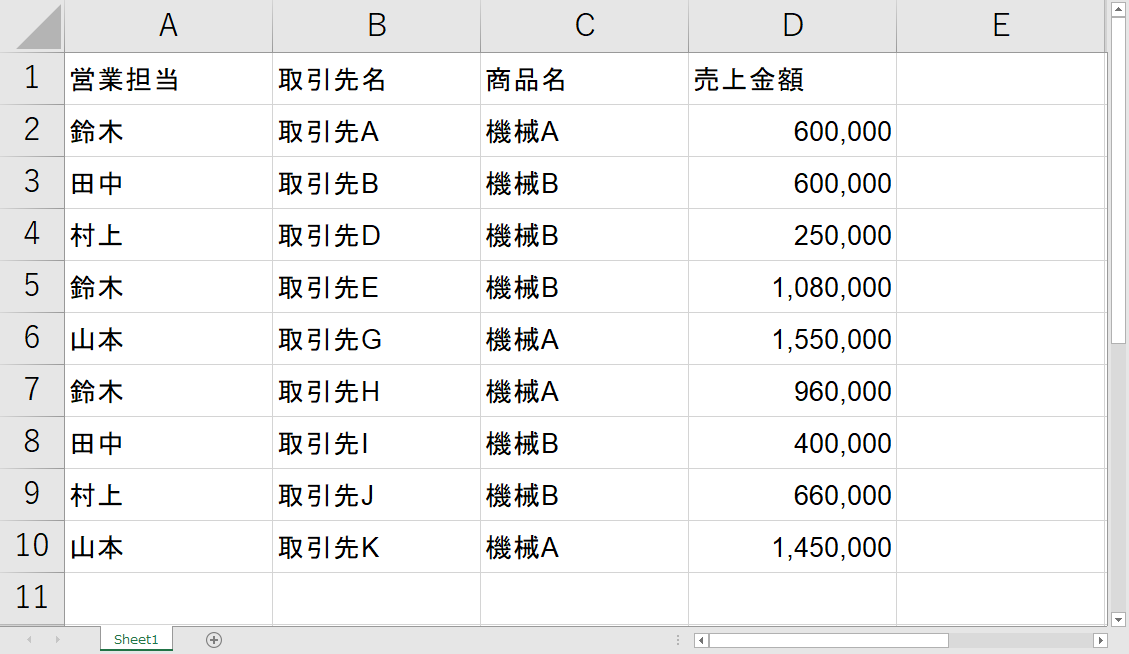 A B C D E
1 営業担当 取引先名 商品名 売上金額
2 鈴木 取引先A 機械A 600,000
3 田中 取引先B 機械B 600,000
4 村上 取引先D 機械B 250,000
5 鈴木 取引先E 機械B 1,080,000
6 山本 取引先G 機械A 1,550,000
7 鈴木 取引先H 機械A 960,000
8 田中 取引先I 機械B 400,000
9 村上 取引先J 機械B 660,000
10 山本 取引先K 機械A 1,450,000
11
Sheet1